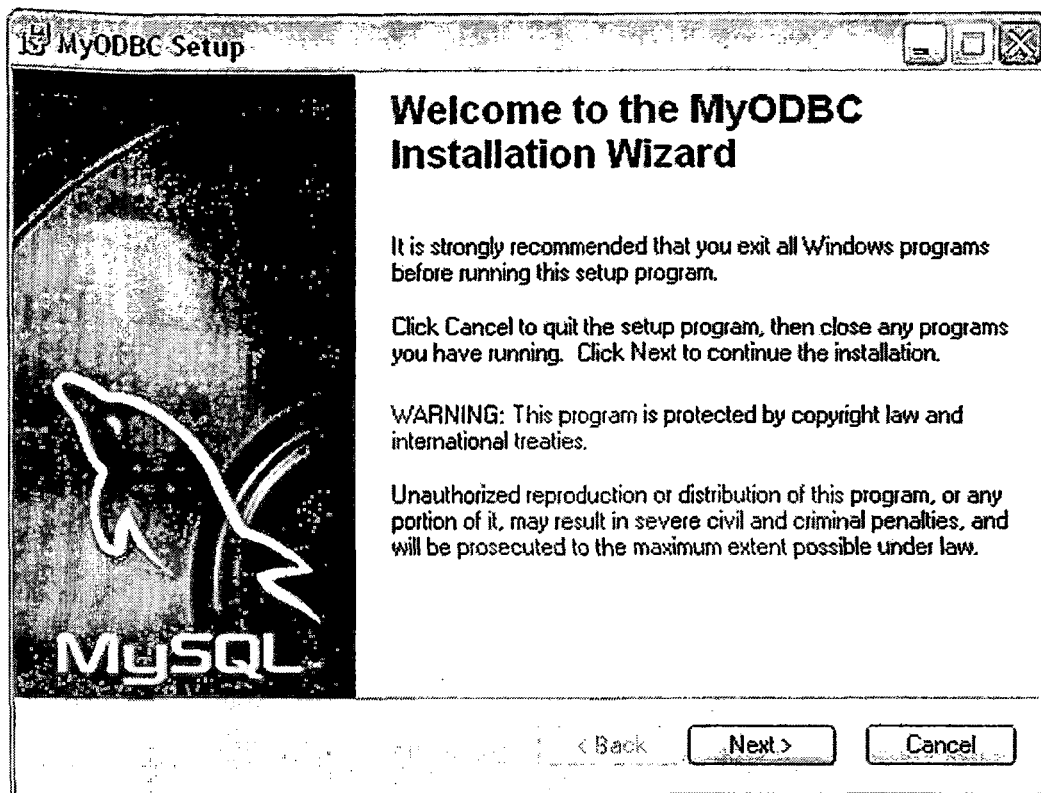 MyODBC Setup
Welcome to the MyODBC
Installation Wizard
It is strongly recommended that you exit all Windows programs
before running this setup program.
Click Cancel to quit the setup program, then close any programs
you have running. Click Next to continue the installation.
WARNING: This program is protected by copyright law and
international treaties.
Unauthorized reproduction or distribution of this program, or any
portion of it, may result in severe civil and criminal penalties, and
will be prosecuted to the maximum extent possible under law.
MySQL
< Back Next > Cancel